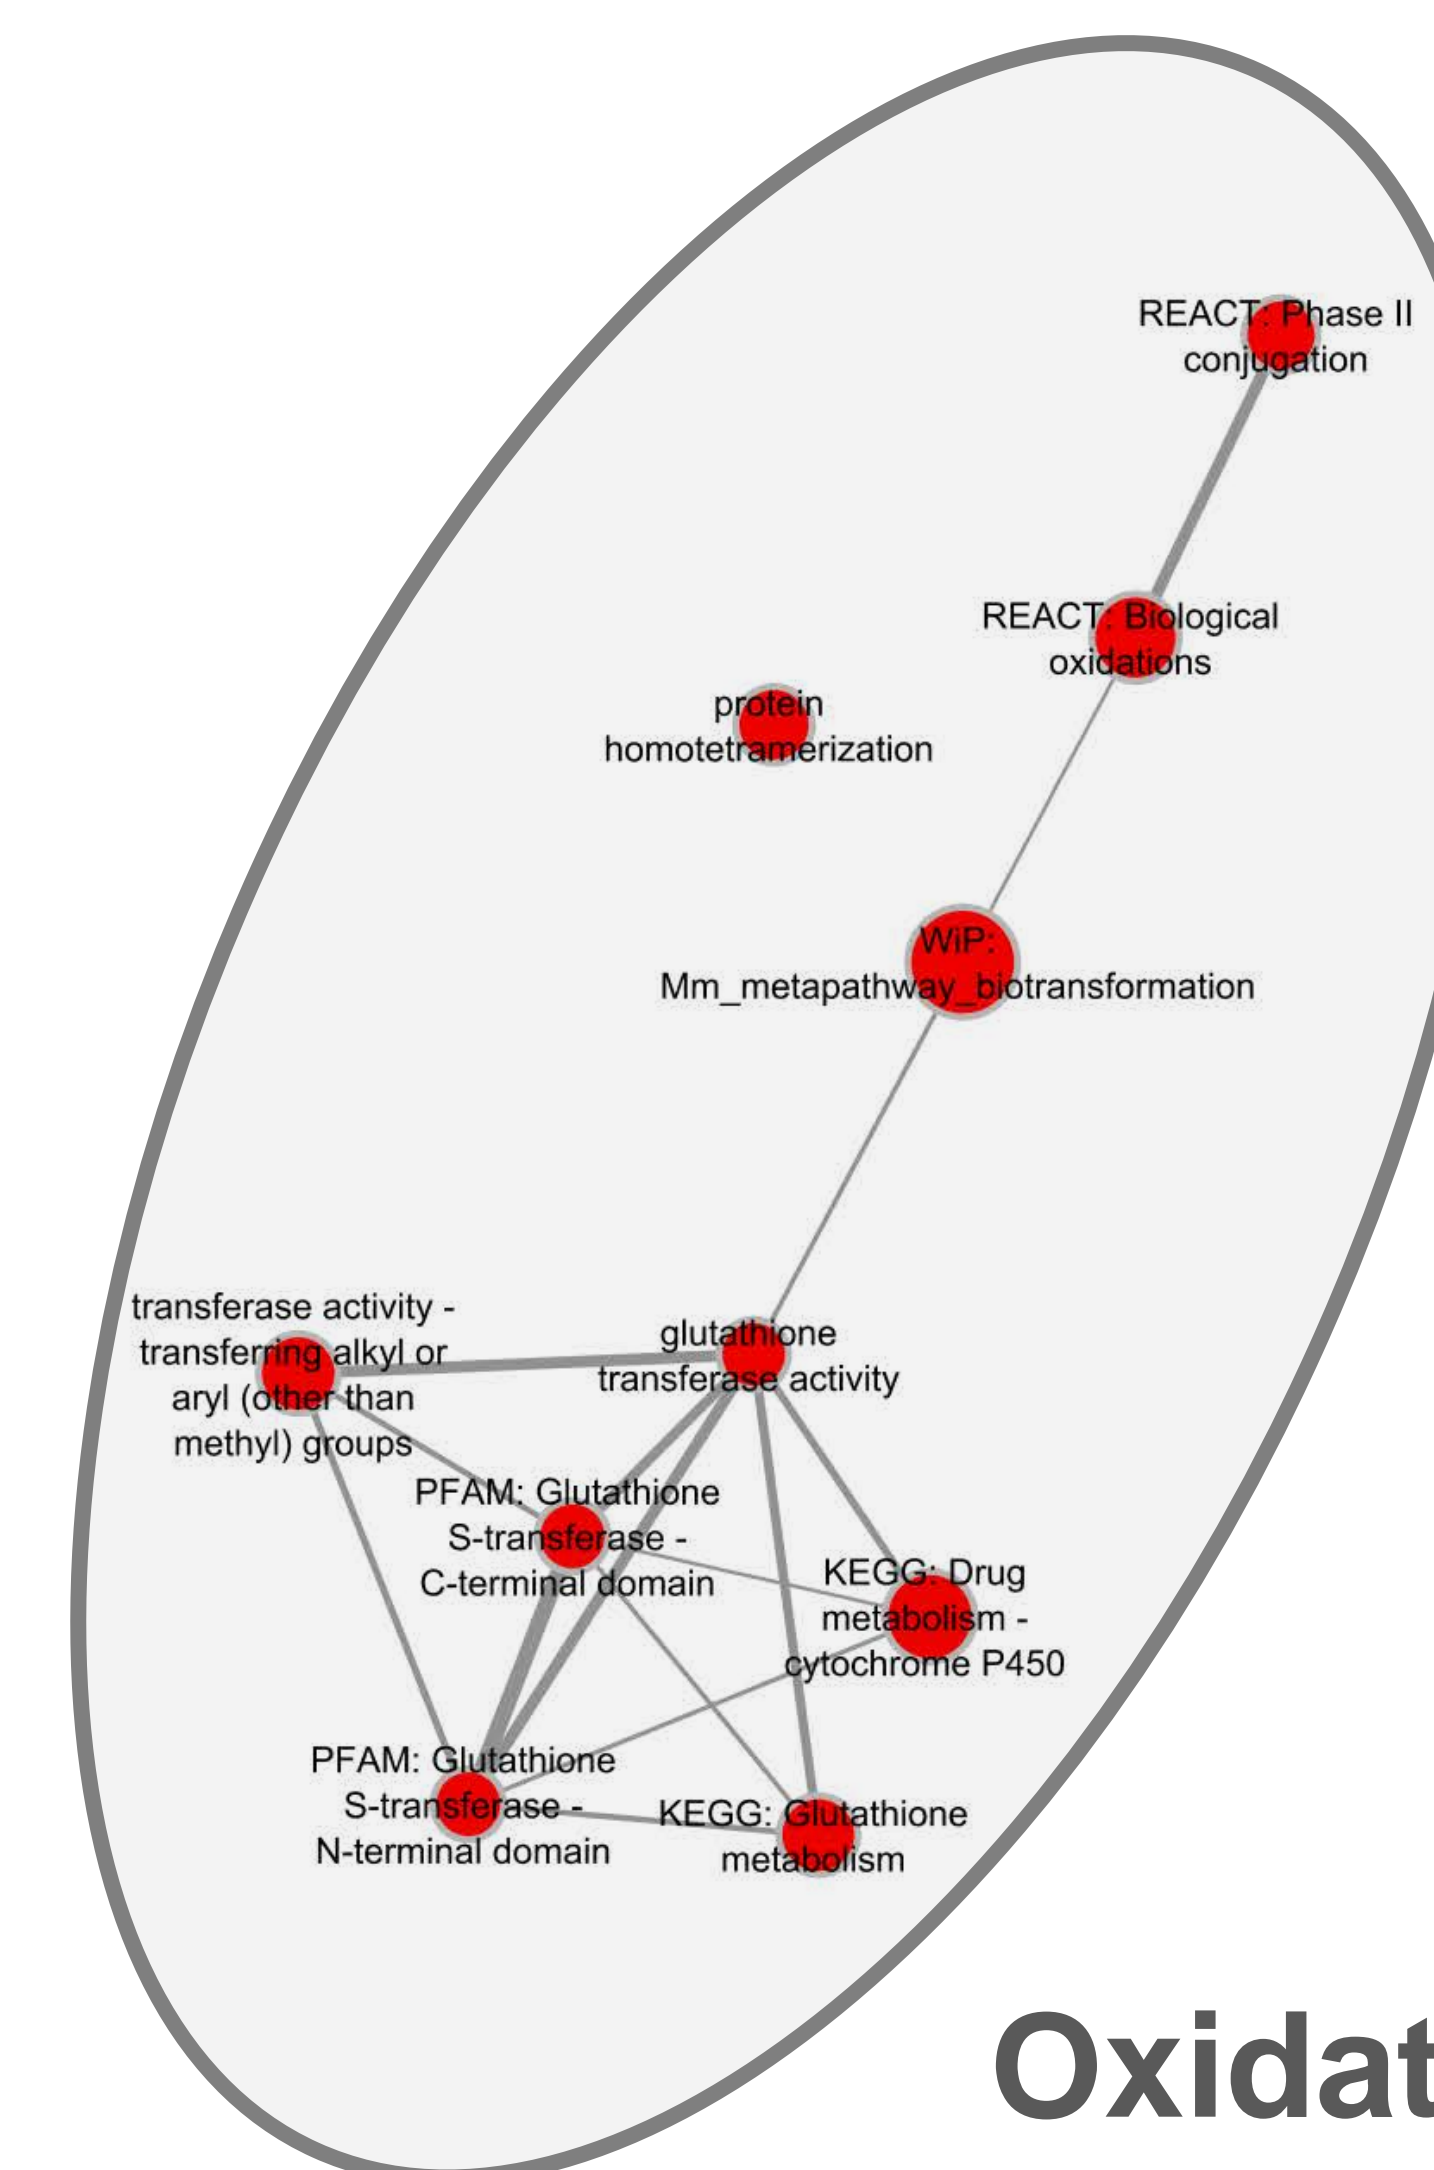 REACT: Phase II
conjugation
REACT: Biological
oxidations
protein
homotetramerization
WiP:
Mm_metapathway_biotransformation
transferase activity -
transferring alkyl or
aryl (other than
methyl) groups
glutathione
transferase activity
PFAM: Glutathione
S-transferase -
C-terminal domain
KEGG: Drug
metabolism -
cytochrome P450
PFAM: Glutathione
S-transferase -
N-terminal domain
KEGG: Glutathione
metabolism
Oxidat